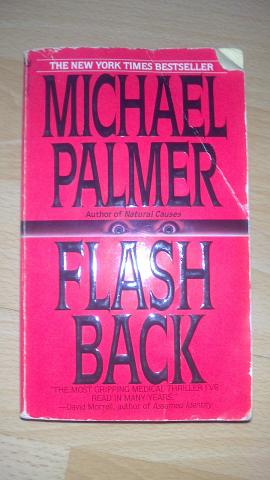 THE NEW YORK TIMES BESTSELLER
MICHAEL
PALMER
Author of Natural Causes
FLASH
BACK
"THE MOST GRIPPING MEDICAL THRILLER I'VE
READ IN MANY YEARS."
—David Morrell, author of Assumed Identity